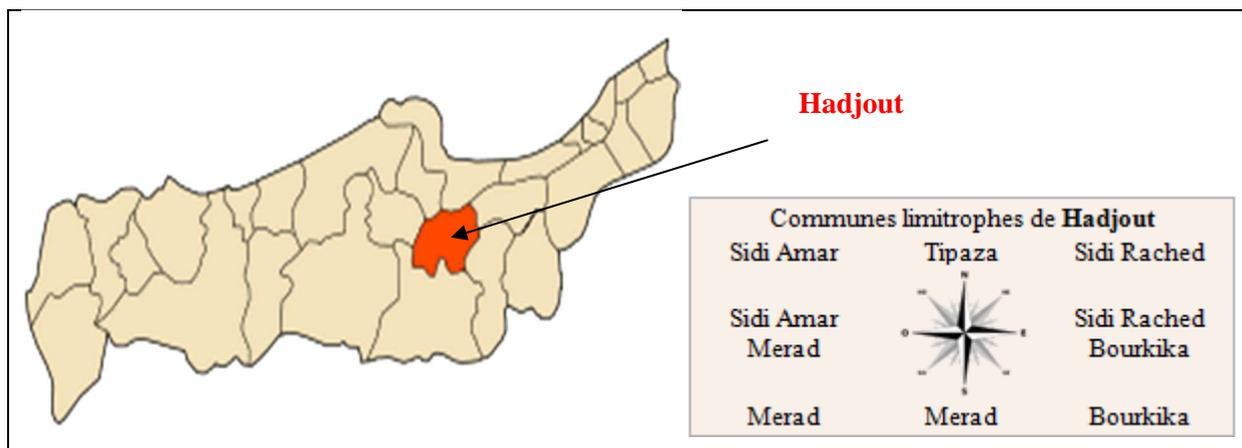 Hadjout
Communes limitrophes de Hadjout
Sidi Amar Tipaza Sidi Rached
N
Sidi Amar Sidi Rached
O E
Merad Bourkika
S
Merad Merad Bourkika